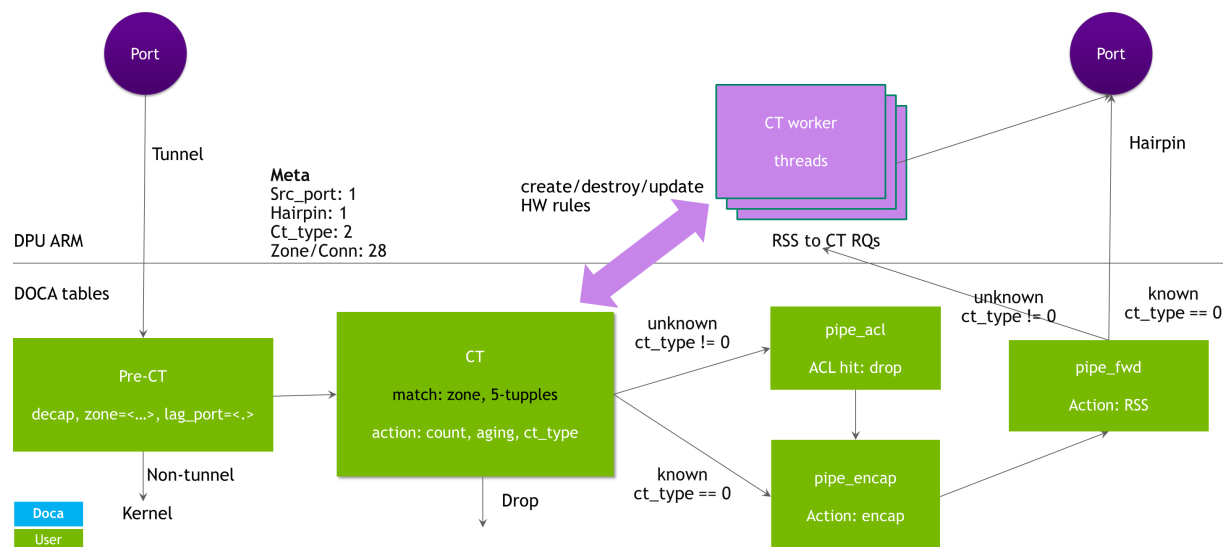 Port
Port
Tunnel
Meta
Src_port: 1
Hairpin: 1
Ct_type: 2
Zone/Conn: 28
create/destroy/update
HW rules
CT worker
threads
Hairpin
DPU ARM
RSS to CT RQs
DOCA tables
unknown
ct_type != 0
unknown
ct_type != 0
known
ct_type == 0
Pre-CT
decap, zone=<...>, lag_port=<.>
CT
match: zone, 5-tupples
action: count, aging, ct_type
pipe_acl
ACL hit: drop
pipe_fwd
Action: RSS
Non-tunnel
Kernel
Drop
known
ct_type == 0
pipe_encap
Action: encap
Doca
User